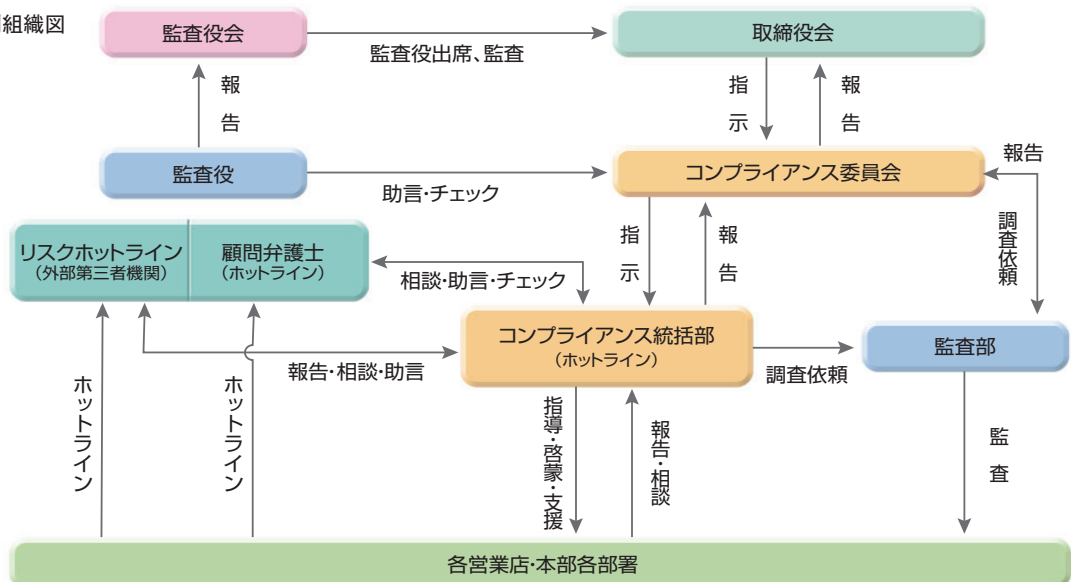 組織図
監査役会
取締役会
監査役出席、監査
報告
指示
報告
監査役
コンプライアンス委員会
報告
助言・チェック
調査依頼
リスクホットライン
(外部第三者機関)
顧問弁護士
(ホットライン)
指示
報告
相談・助言・チェック
コンプライアンス統括部
(ホットライン)
監査部
報告・相談・助言
調査依頼
ホットライン
ホットライン
指導・啓蒙・支援
報告・相談
監査
各営業店・本部各部署